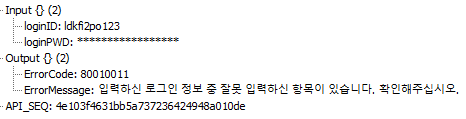 Input {} (2)
loginID: ldkfi2po123
loginPWD: *****************
Output {} (2)
ErrorCode: 80010011
ErrorMessage: 입력하신 로그인 정보 중 잘못 입력하신 항목이 있습니다. 확인해주십시오.
API_SEQ: 4e103f4631bb5a737236424948a010de